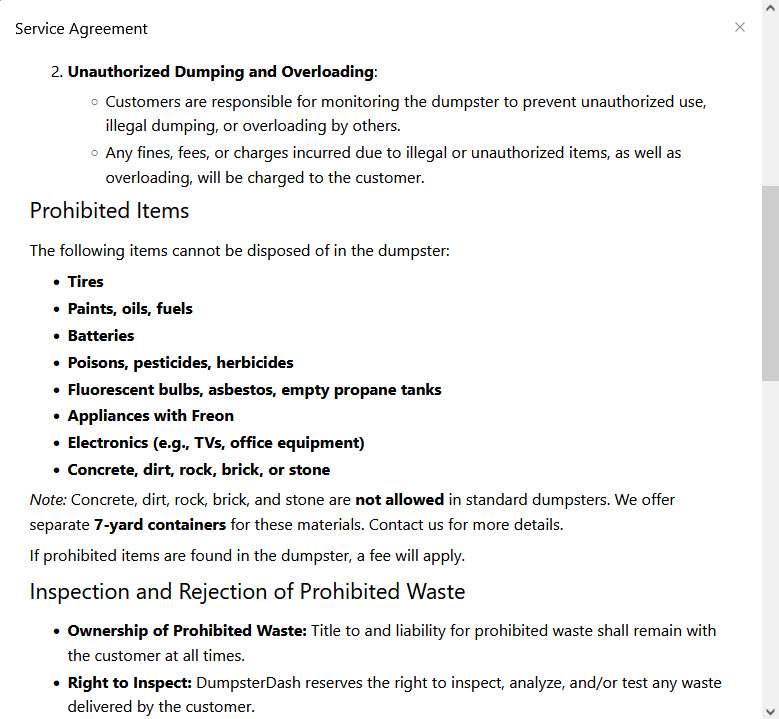 Service Agreement
2. Unauthorized Dumping and Overloading:
Customers are responsible for monitoring the dumpster to prevent unauthorized use,
illegal dumping, or overloading by others.
Any fines, fees, or charges incurred due to illegal or unauthorized items, as well as
overloading, will be charged to the customer.
Prohibited Items
The following items cannot be disposed of in the dumpster:
Tires
Paints, oils, fuels
Batteries
Poisons, pesticides, herbicides
Fluorescent bulbs, asbestos, empty propane tanks
Appliances with Freon
Electronics (e.g., TVs, office equipment)
Concrete, dirt, rock, brick, or stone
Note: Concrete, dirt, rock, brick, and stone are not allowed in standard dumpsters. We offer
separate 7-yard containers for these materials. Contact us for more details.
If prohibited items are found in the dumpster, a fee will apply.
Inspection and Rejection of Prohibited Waste
Ownership of Prohibited Waste: Title to and liability for prohibited waste shall remain with
the customer at all times.
Right to Inspect: DumpsterDash reserves the right to inspect, analyze, and/or test any waste
delivered by the customer.